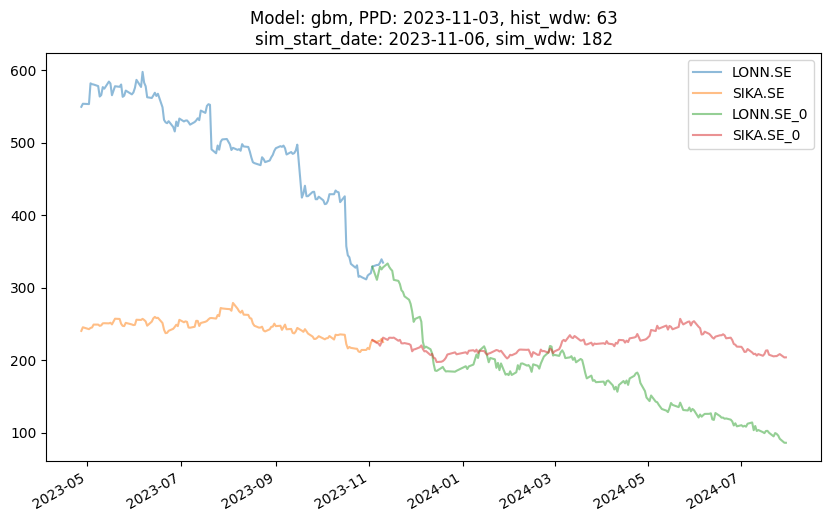 Model: gbm, PPD: 2023-11-03, hist_wdw: 63
sim_start_date: 2023-11-06, sim_wdw: 182
LONN.SE
SIKA.SE
LONN.SE_0
SIKA.SE_0
600
500
400
300
200
100
2023-05
2023-07
2023-09
2023-11
2024-01
2024-03
2024-05
2024-07